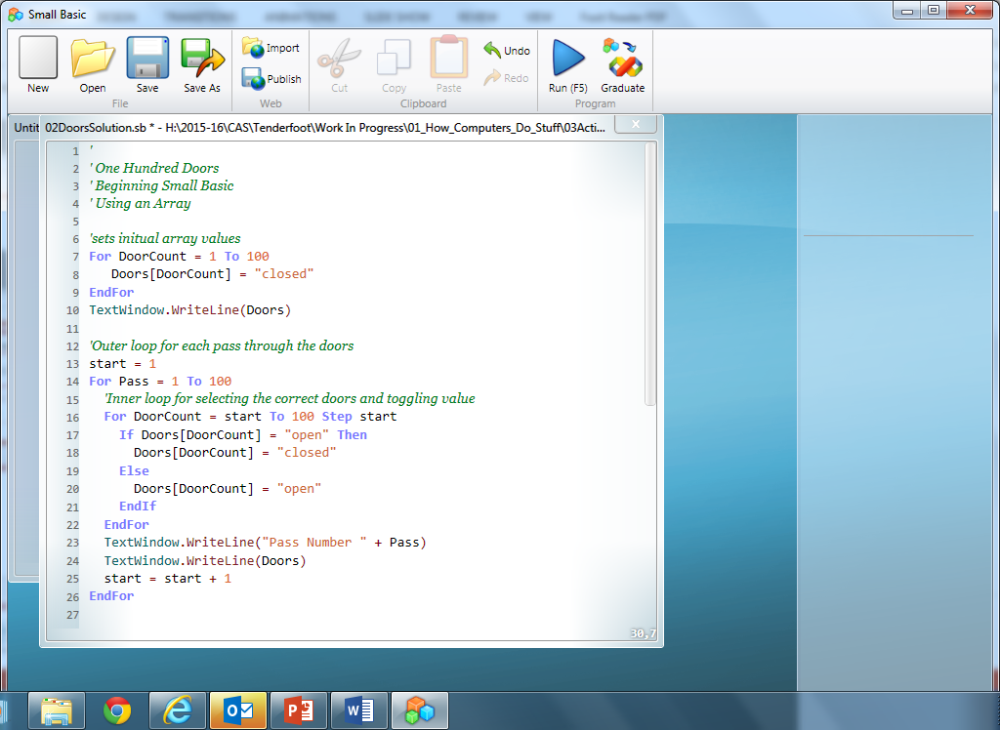 Small Basic
New
Open
Save
Save As
File
Import
Publish
Web
Cut
Copy
Paste
Undo
Redo
Clipboard
Run (F5)
Graduate
Program
Untit
02DoorsSolution.sb * - H:\2015-16\CAS\Tenderfoot\Work In Progress\01_How_Computers_Do_Stuff\03Acti...
1 '
2 ' One Hundred Doors
3 ' Beginning Small Basic
4 ' Using an Array
5
6 'sets initual array values
7 For DoorCount = 1 To 100
8 Doors[DoorCount] = "closed"
9 EndFor
10 TextWindow.WriteLine(Doors)
11
12 'Outer loop for each pass through the doors
13 start = 1
14 For Pass = 1 To 100
15 'Inner loop for selecting the correct doors and toggling value
16 For DoorCount = start To 100 Step start
17 If Doors[DoorCount] = "open" Then
18 Doors[DoorCount] = "closed"
19 Else
20 Doors[DoorCount] = "open"
21 EndIf
22 EndFor
23 TextWindow.WriteLine("Pass Number " + Pass)
24 TextWindow.WriteLine(Doors)
25 start = start + 1
26 EndFor
27
30,7